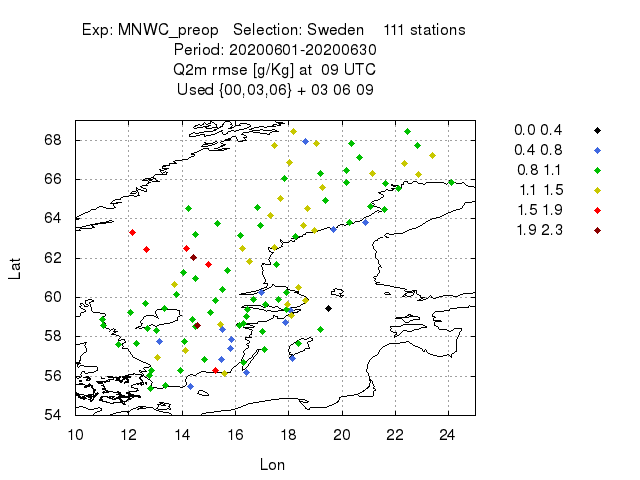 Exp: MNWC_preop   Selection: Sweden    111 stations
Period: 20200601-20200630
Q2m rmse [g/Kg] at  09 UTC
Used {00,03,06} + 03 06 09
0.0 0.4
0.4 0.8
0.8 1.1
1.1 1.5
1.5 1.9
1.9 2.3
68
66
64
62
60
58
56
54
Lat
10 12 14 16 18 20 22 24
Lon